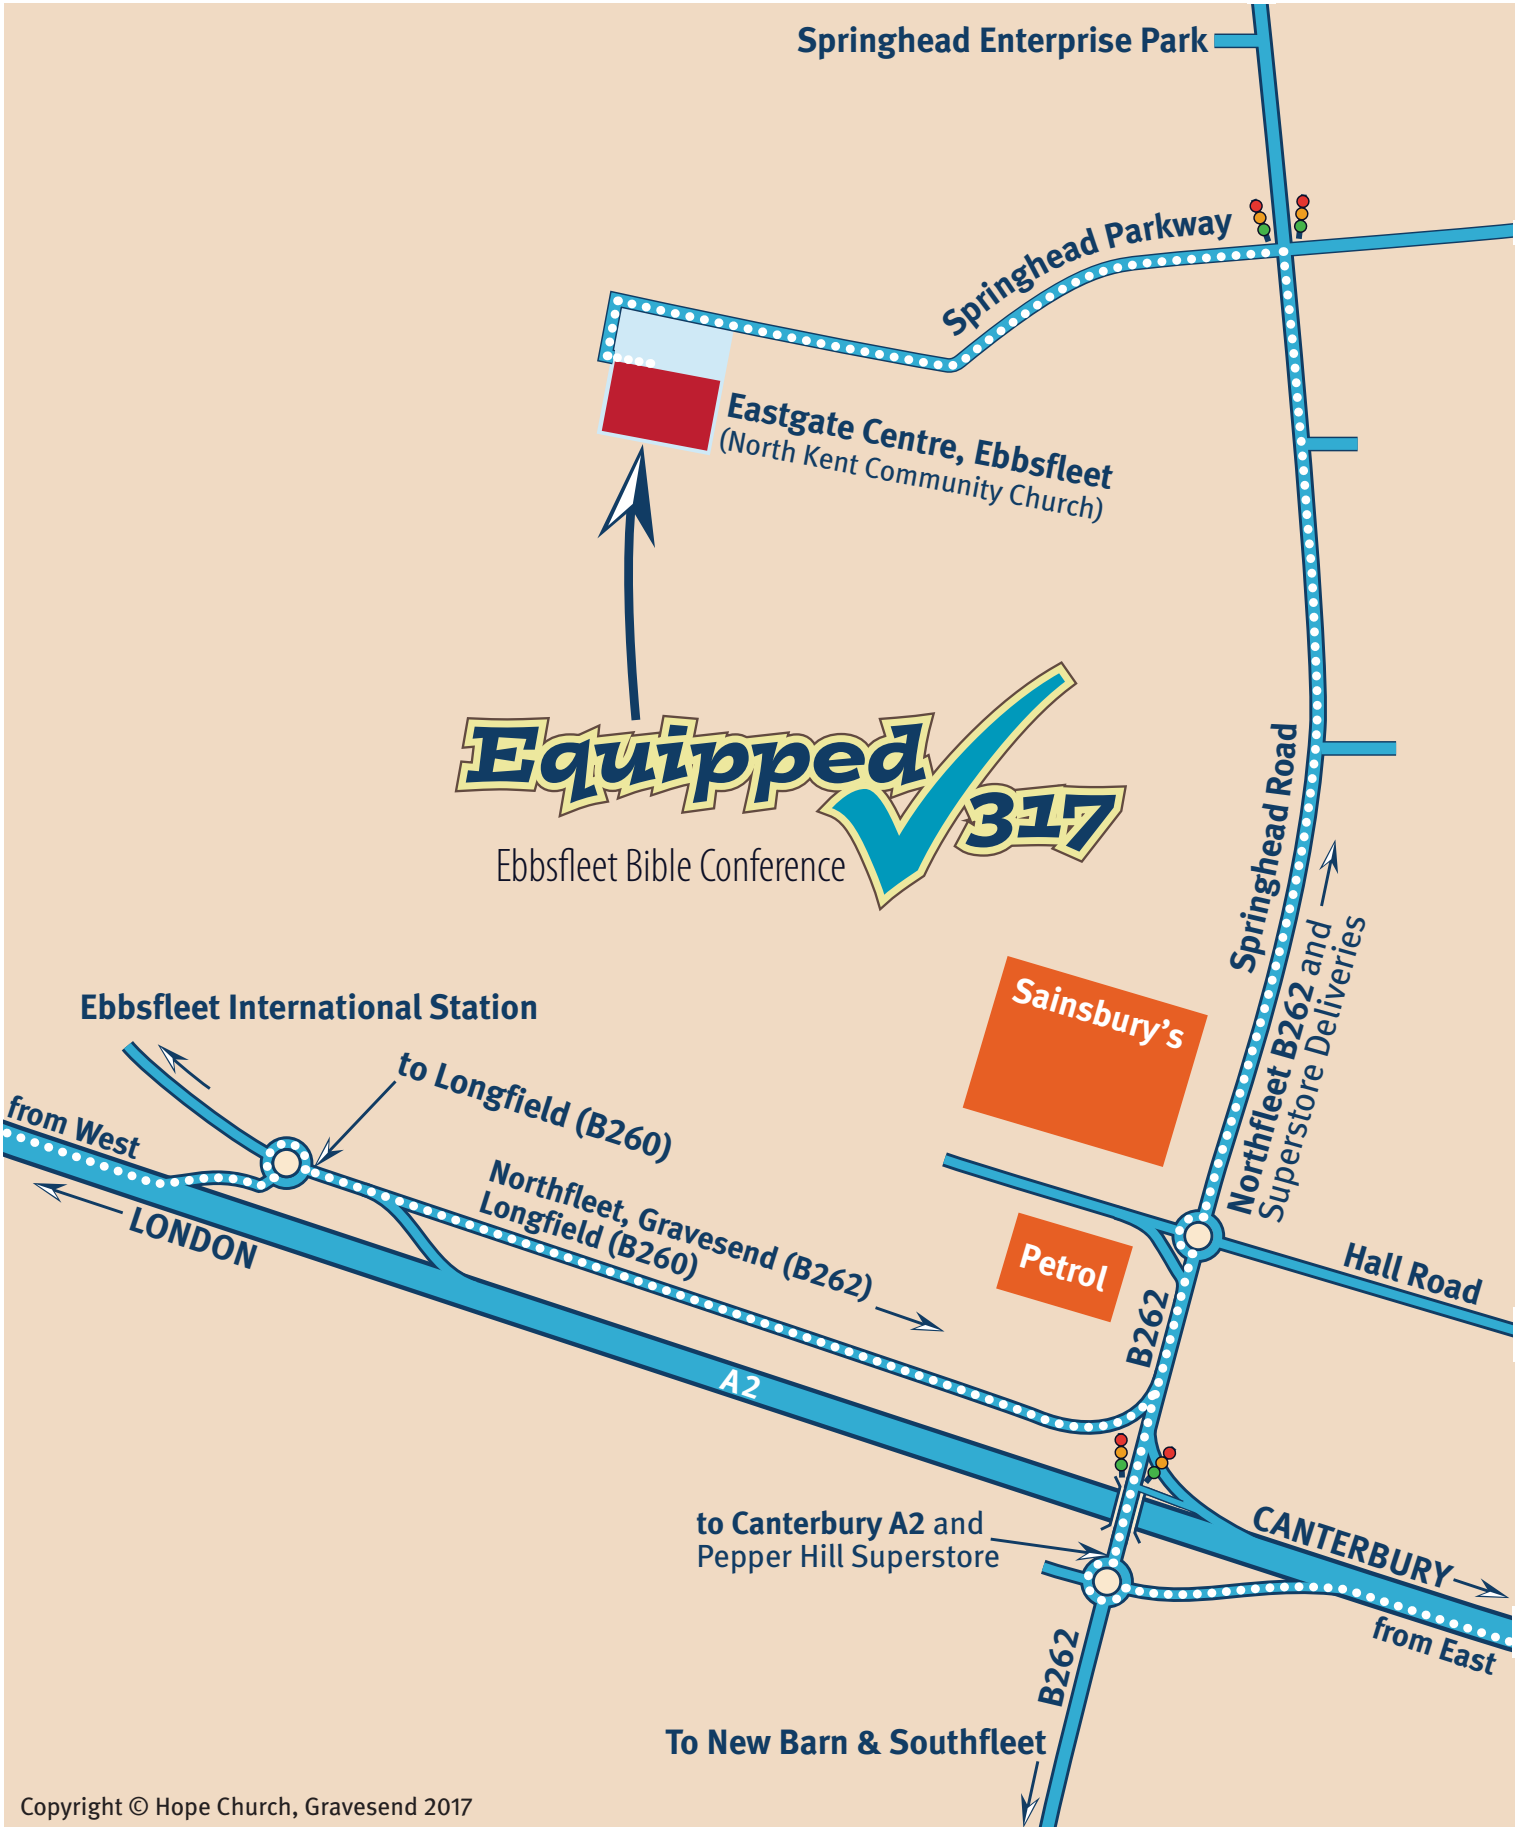 Springhead Enterprise Park
Springhead Parkway
Eastgate Centre, Ebbsfleet
(North Kent Community Church)
Equipped
317
Ebbsfleet Bible Conference
Springhead Road
Northfleet B262 and
Superstore Deliveries
Sainsbury's
Ebbsfleet International Station
to Longfield (B260)
from West
LONDON
Northfleet, Gravesend (B262)
Longfield (B260)
Petrol
Hall Road
B262
A2
to Canterbury A2 and
Pepper Hill Superstore
CANTERBURY
from East
B262
To New Barn & Southfleet
Copyright © Hope Church, Gravesend 2017